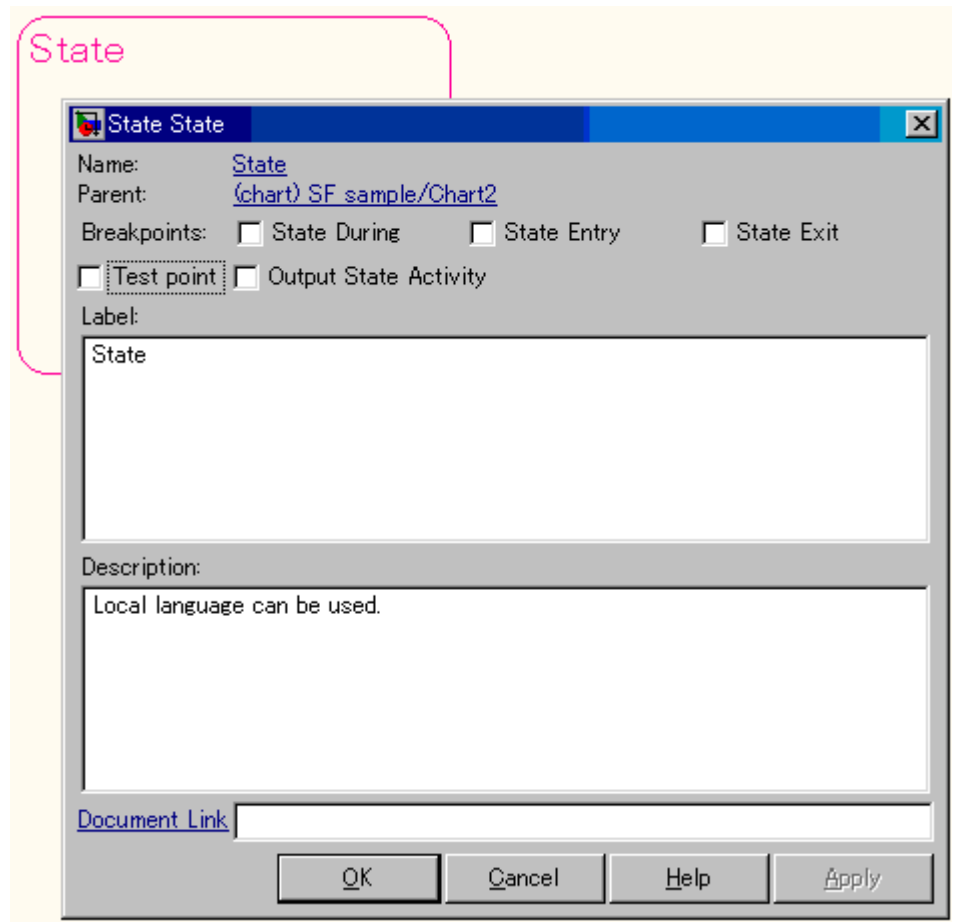 State
State State
Name: State
Parent: (chart) SF sample/Chart2
Breakpoints: State During State Entry State Exit
Test point Output State Activity
Label:
State
Description:
Local language can be used.
Document Link
OK Cancel Help Apply